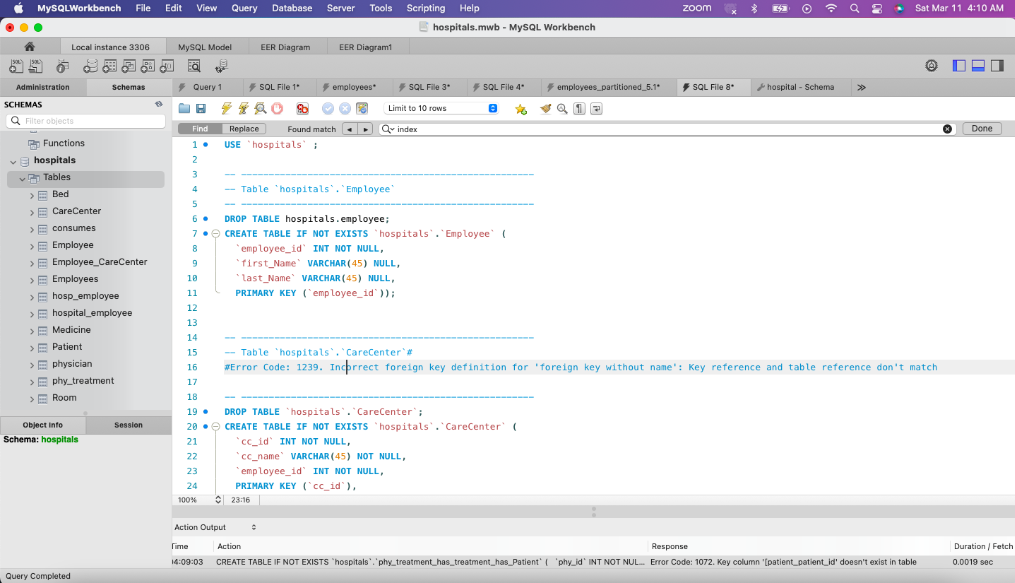 MySQLWorkbench File Edit View Query Database Server Tools Scripting Help zoom Sat Mar 11 4:10 AM
hospitals.mwb - MySQL Workbench
Local instance 3306 MySQL Model EER Diagram EER Diagram1
Administration Schemas Query 1 SQL File 1* employees* SQL File 3* SQL File 4* employees_partitioned_5.1* SQL File 8* hospital - Schema
SCHEMAS
Limit to 10 rows
Filter objects
Find Replace Found match index Done
Functions
hospitals
Tables
Bed
CareCenter
consumes
Employee
Employee_CareCenter
Employees
hosp_employee
hospital_employee
Medicine
Patient
physician
phy_treatment
Room
Object Info Session
Schema: hospitals
1 USE `hospitals` ;
2
3 -- -----------------------------------------------------
4 -- Table `hospitals`.`Employee`
5 -- -----------------------------------------------------
6 DROP TABLE hospitals.employee;
7 CREATE TABLE IF NOT EXISTS `hospitals`.`Employee` (
8 `employee_id` INT NOT NULL,
9 `first_Name` VARCHAR(45) NULL,
10 `last_Name` VARCHAR(45) NULL,
11 PRIMARY KEY (`employee_id`));
12
13
14 -- -----------------------------------------------------
15 -- Table `hospitals`.`CareCenter`#
16 #Error Code: 1239. Incorrect foreign key definition for 'foreign key without name': Key reference and table reference don't match
17
18 -- -----------------------------------------------------
19 DROP TABLE `hospitals`.`CareCenter`;
20 CREATE TABLE IF NOT EXISTS `hospitals`.`CareCenter` (
21 `cc_id` INT NOT NULL,
22 `cc_name` VARCHAR(45) NOT NULL,
23 `employee_id` INT NOT NULL,
24 PRIMARY KEY (`cc_id`),
100% 23:16
Action Output
Time Action Response Duration / Fetch
04:09:03 CREATE TABLE IF NOT EXISTS `hospitals`.`phy_treatment_has_treatment_has_Patient` ( `phy_id` INT NOT NUL... Error Code: 1072. Key column '[patient_patient_id' doesn't exist in table 0.0019 sec
Query Completed